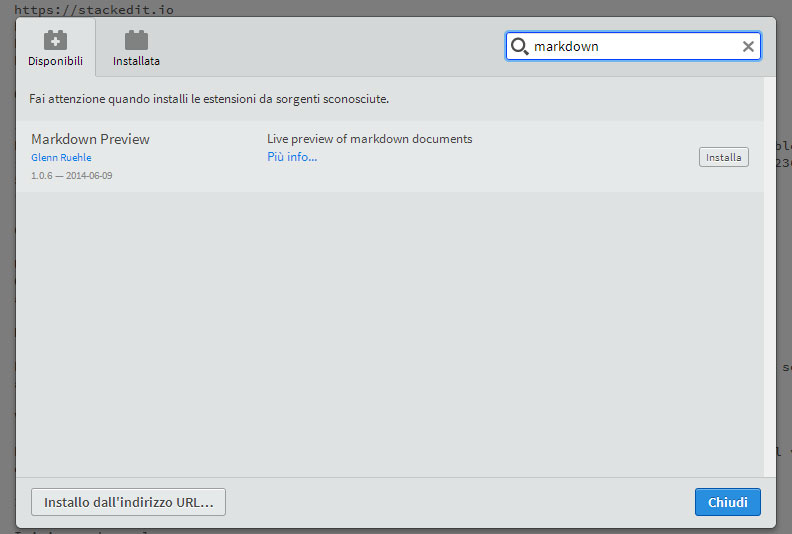 https://stackedit.io
Disponibili
Installata
markdown
Fai attenzione quando installi le estensioni da sorgenti sconosciute.
Markdown Preview
Live preview of markdown documents
Glenn Ruehle
Più info...
Installa
1.0.6 — 2014-06-09
Installo dall'indirizzo URL...
Chiudi